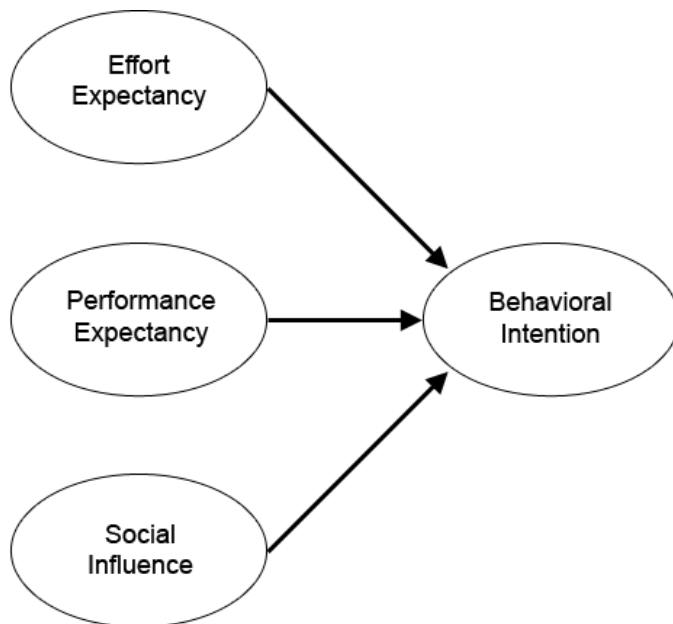 Effort
Expectancy
Performance
Expectancy
Behavioral
Intention
Social
Influence